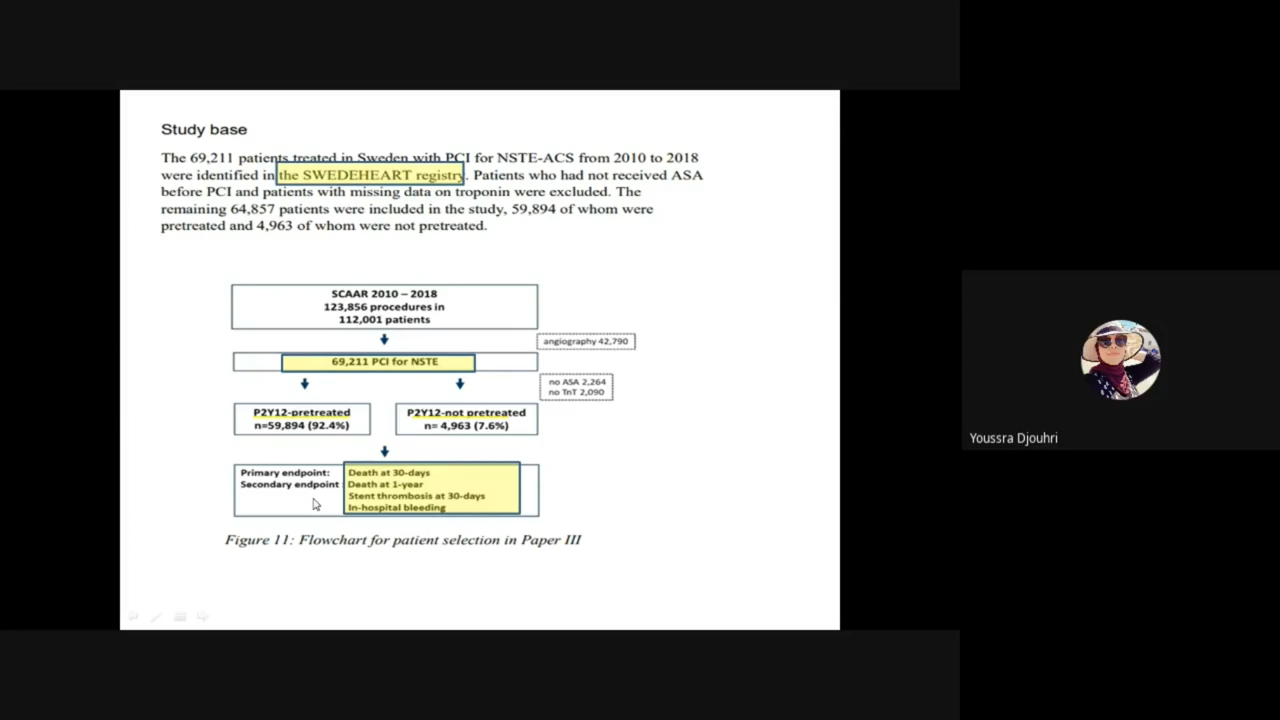 Study base
The 69,211 patients treated in Sweden with PCI for NSTE-ACS from 2010 to 2018
were identified in the SWEDEHEART registry. Patients who had not received ASA
before PCI and patients with missing data on troponin were excluded. The
remaining 64,857 patients were included in the study, 59,894 of whom were
pretreated and 4,963 of whom were not pretreated.
SCAAR 2010 – 2018
123,856 procedures in
112,001 patients
angiography 42,790
69,211 PCI for NSTE
no ASA 2,264
no TnT 2,090
P2Y12-pretreated
n=59,894 (92.4%)
P2Y12-not pretreated
n= 4,963 (7.6%)
Primary endpoint: Death at 30-days
Secondary endpoint Death at 1-year
Stent thrombosis at 30-days
In-hospital bleeding
Figure 11: Flowchart for patient selection in Paper III
Youssra Djouhri